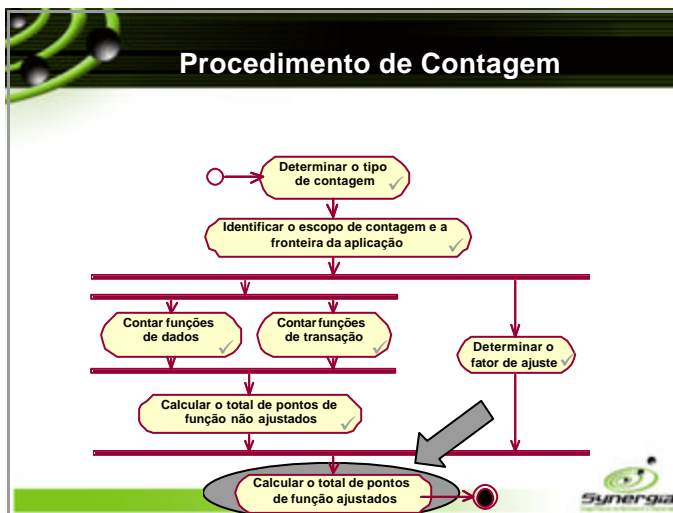 Procedimento de Contagem
Determinar o tipo
de contagem
Identificar o escopo de contagem e a
fronteira da aplicação
Contar funções
de dados
Contar funções
de transação
Determinar o
fator de ajuste
Calcular o total de pontos de
função não ajustados
Calcular o total de pontos
de função ajustados
Synergia